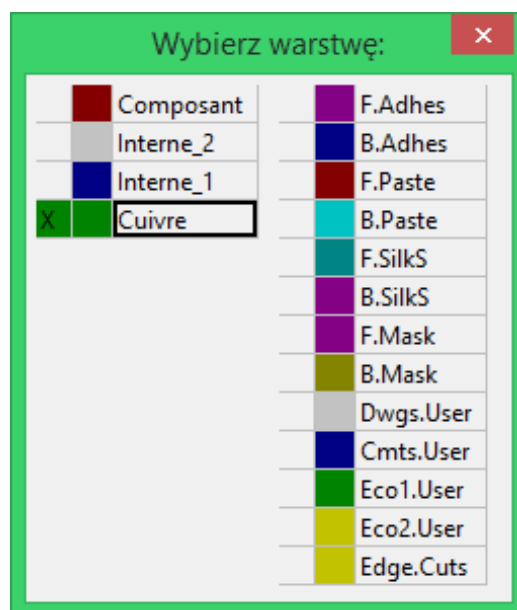 Wybierz warstwę:
×
Composant
Interne_2
Interne_1
X Cuivre
F.Adhes
B.Adhes
F.Paste
B.Paste
F.SilkS
B.SilkS
F.Mask
B.Mask
Dwgs.User
Cmts.User
Eco1.User
Eco2.User
Edge.Cuts